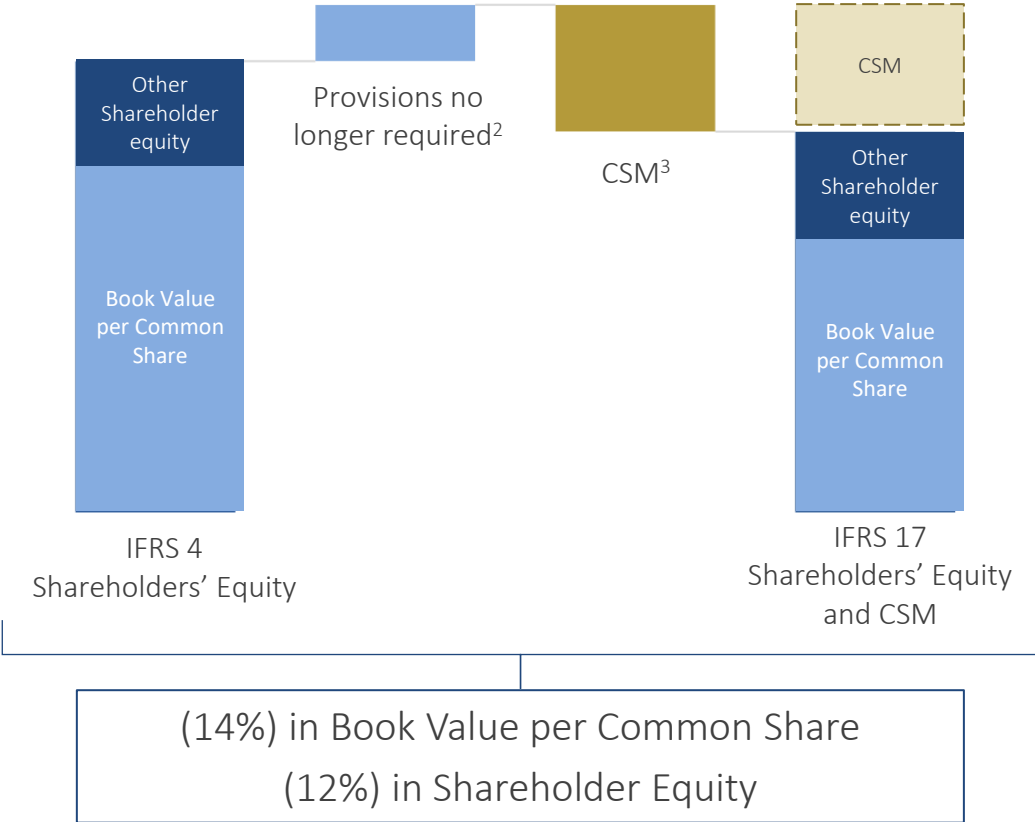 Other
Shareholder
equity
Book Value
per Common
Share
IFRS 4
Shareholders’ Equity
Provisions no
longer required²
CSM³
CSM
Other
Shareholder
equity
Book Value
per Common
Share
IFRS 17
Shareholders’ Equity
and CSM
(14%) in Book Value per Common Share
(12%) in Shareholder Equity